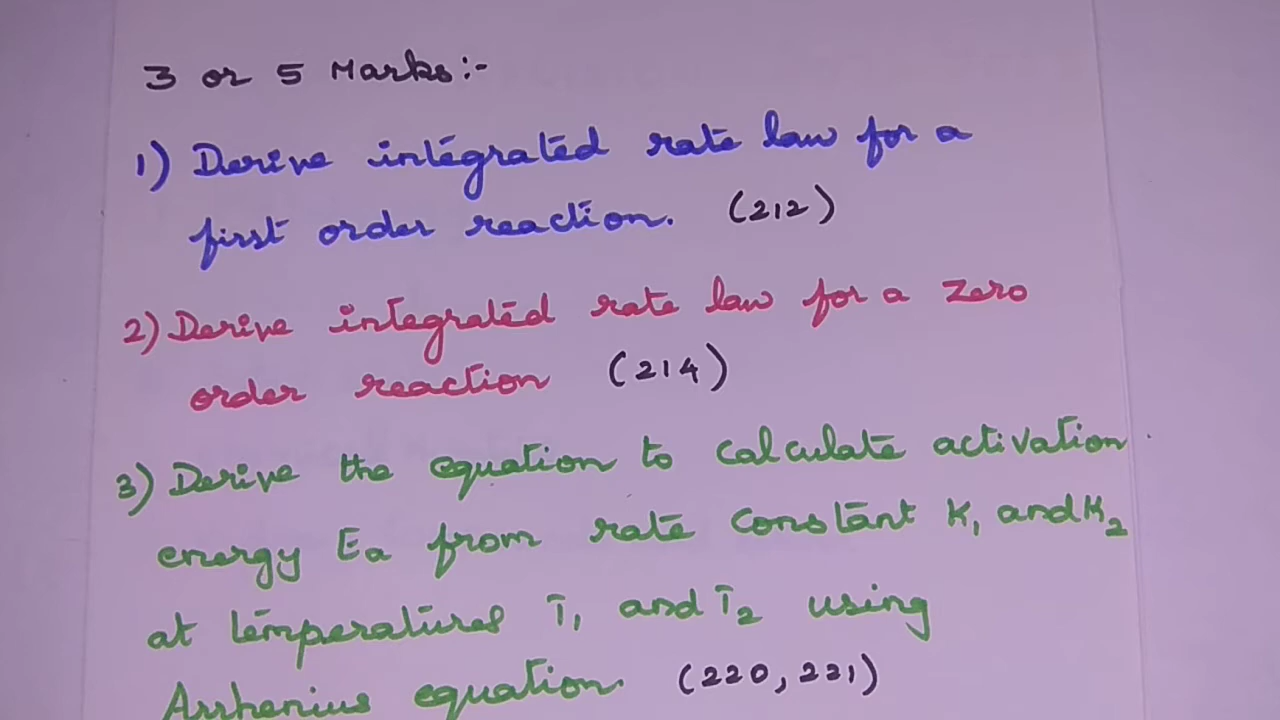 3 or 5 Marks:-
1) Derive integrated rate law for a
first order reaction. (212)
2) Derive integrated rate law for a zero
order reaction (214)
3) Derive the equation to calculate activation
energy Ea from rate constant K₁ and K₂
at temperatures T₁ and T₂ using
Arrhenius equation. (220, 221)